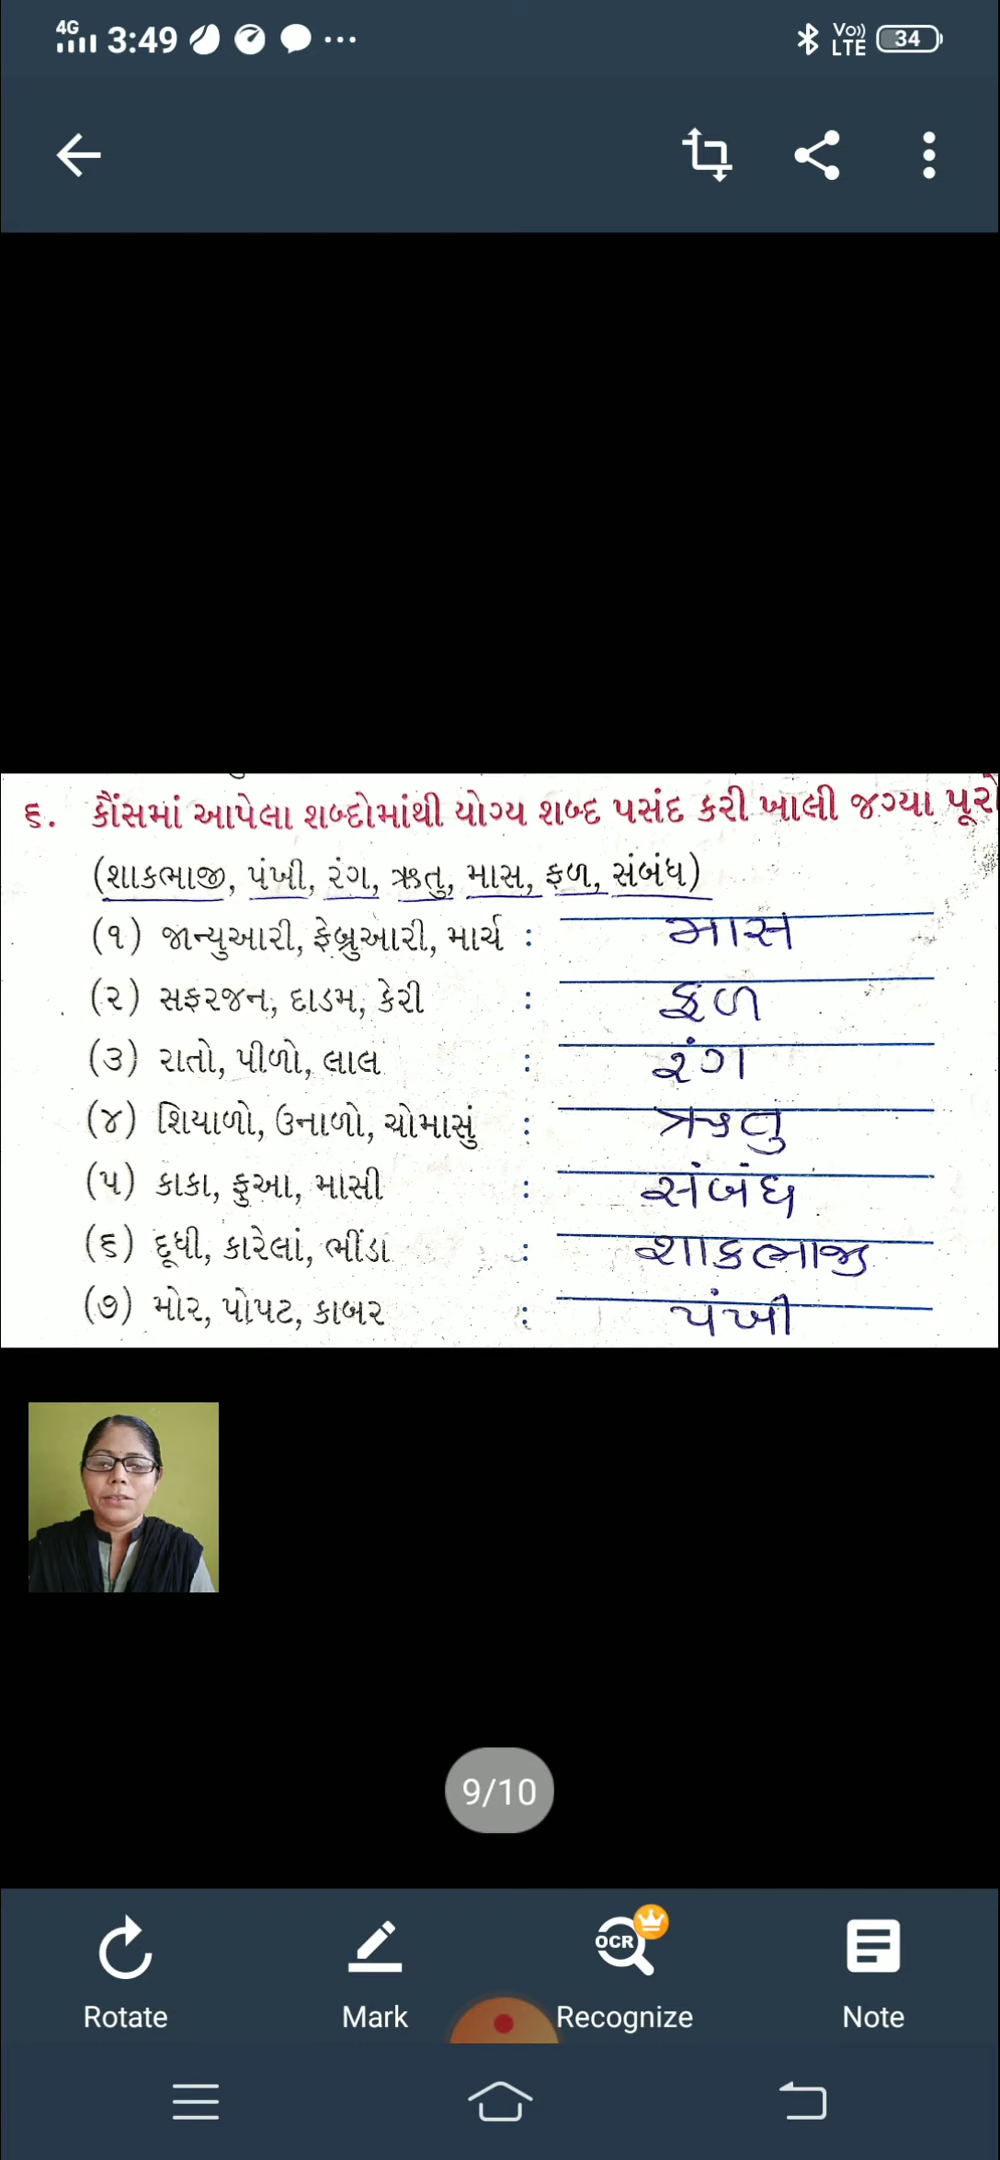 4G 3:49 ... Vo)) LTE 34
૬. કૌંસમાં આપેલા શબ્દોમાંથી યોગ્ય શબ્દ પસંદ કરી ખાલી જગ્યા પૂરો
(શાકભાજી, પંખી, રંગ, ઋતુ, માસ, ફળ, સંબંધ)
(૧) જાન્યુઆરી, ફેબ્રુઆરી, માર્ચ : માસ
(૨) સફરજન, દાડમ, કેરી : ફળ
(૩) રાતો, પીળો, લાલ : રંગ
(૪) શિયાળો, ઉનાળો, ચોમાસું : ઋતુ
(૫) કાકા, ફુઆ, માસી : સંબંધ
(૬) દૂધી, કારેલાં, ભીંડા : શાકભાજી
(૭) મોર, પોપટ, કાબર : પંખી
9/10
OCR
Rotate Mark Recognize Note